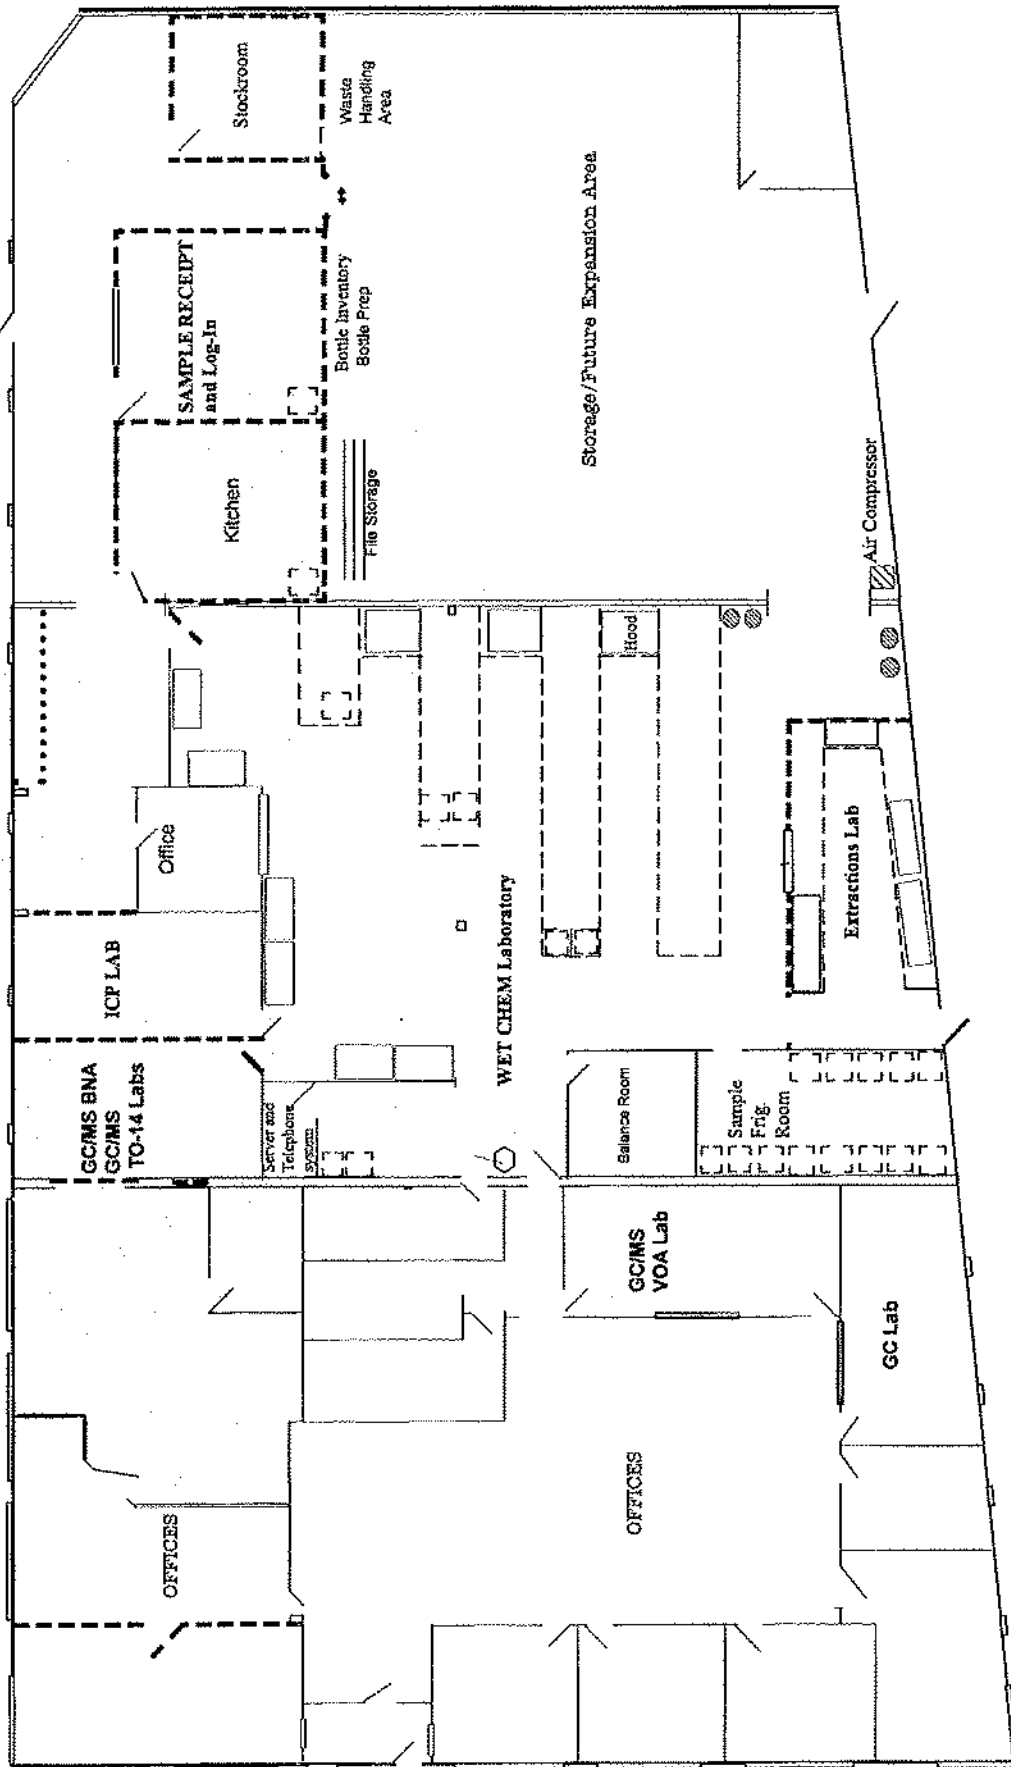 Stockroom
Waste
Handling
Area
SAMPLE RECEIPT
and Log-In
Bottle Inventory
Bottle Prep
Kitchen
File Storage
Storage/Future Expansion Area
Air Compressor
Hood
Office
ICP LAB
WET CHEM Laboratory
Extractions Lab
GC/MS BNA
GC/MS
TO-14 Labs
Server and
Telephone
system
Balance Room
Sample
Frig.
Room
GC/MS
VOA Lab
GC Lab
OFFICES
OFFICES